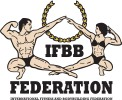 IFBB
FEDERATION
INTERNATIONAL FITNESS AND BODYBUILDING FEDERATION